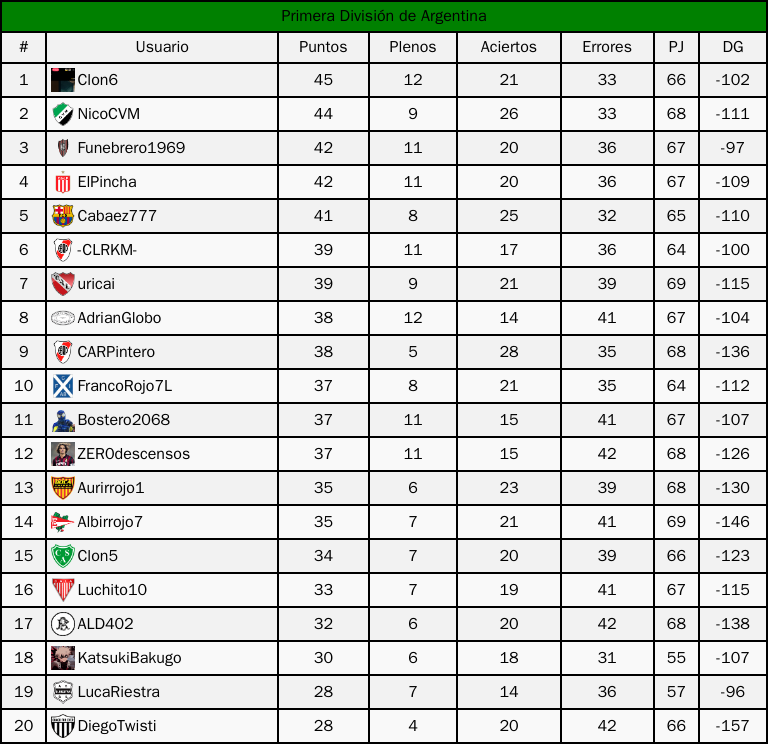 Primera División de Argentina
# Usuario Puntos Plenos Aciertos Errores PJ DG
1 Clon6 45 12 21 33 66 -102
2 NicoCVM 44 9 26 33 68 -111
3 Funebrero1969 42 11 20 36 67 -97
4 ElPincha 42 11 20 36 67 -109
5 Cabaez777 41 8 25 32 65 -110
6 -CLRKM- 39 11 17 36 64 -100
7 uricai 39 9 21 39 69 -115
8 AdrianGlobo 38 12 14 41 67 -104
9 CARPintero 38 5 28 35 68 -136
10 FrancoRojo7L 37 8 21 35 64 -112
11 Bostero2068 37 11 15 41 67 -107
12 ZER0descensos 37 11 15 42 68 -126
13 Aurirrojo1 35 6 23 39 68 -130
14 Albirrojo7 35 7 21 41 69 -146
15 Clon5 34 7 20 39 66 -123
16 Luchito10 33 7 19 41 67 -115
17 ALD402 32 6 20 42 68 -138
18 KatsukiBakugo 30 6 18 31 55 -107
19 LucaRiestra 28 7 14 36 57 -96
20 DiegoTwisti 28 4 20 42 66 -157